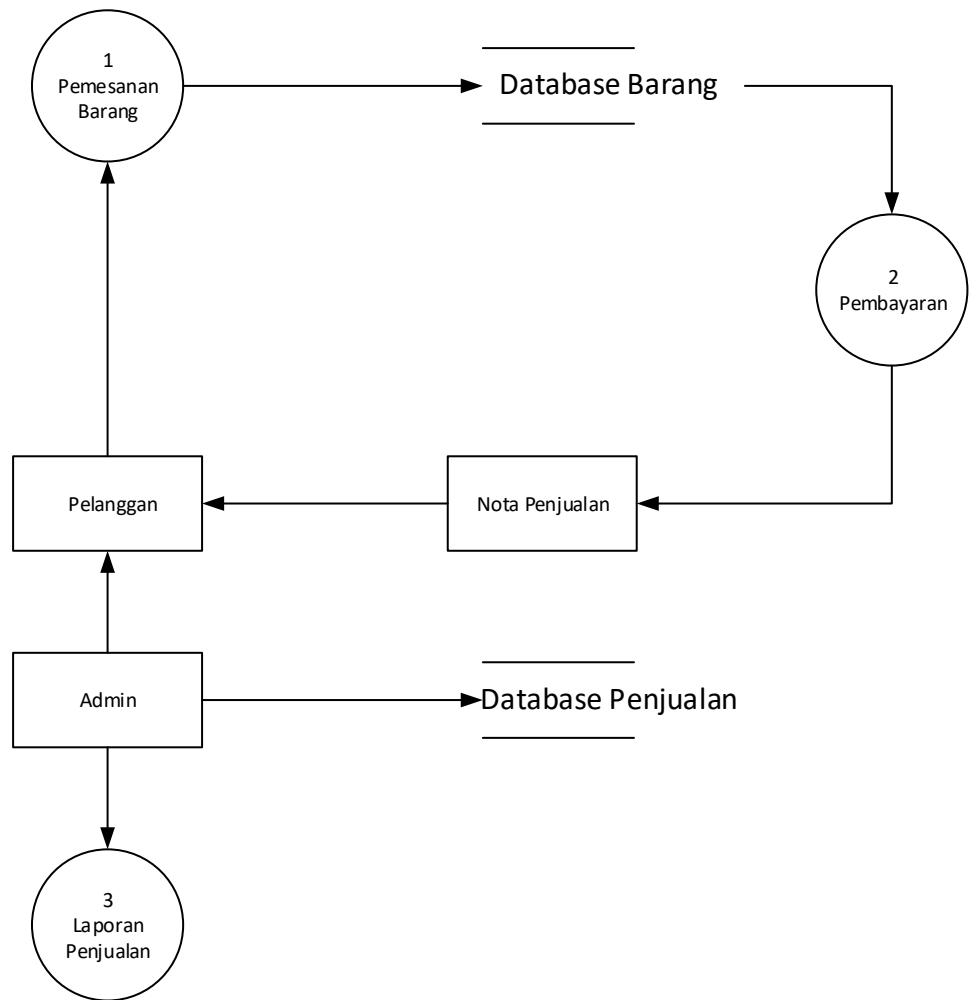 1
Pemesanan
Barang
Database Barang
2
Pembayaran
Pelanggan
Nota Penjualan
Admin
Database Penjualan
3
Laporan
Penjualan